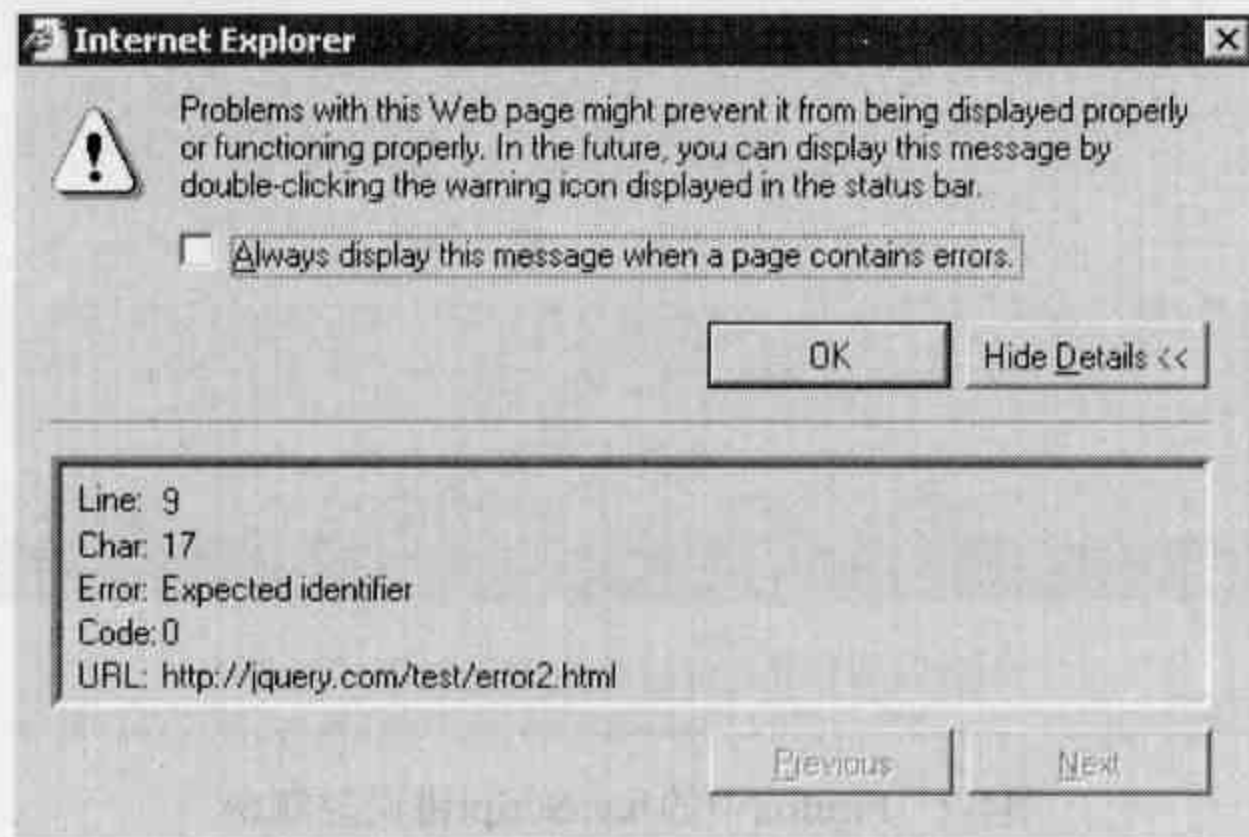 Internet Explorer
Problems with this Web page might prevent it from being displayed properly
or functioning properly. In the future, you can display this message by
double-clicking the warning icon displayed in the status bar.
Always display this message when a page contains errors.
OK
Hide Details <<
Line: 9
Char: 17
Error: Expected identifier
Code: 0
URL: http://jquery.com/test/error2.html
Previous
Next